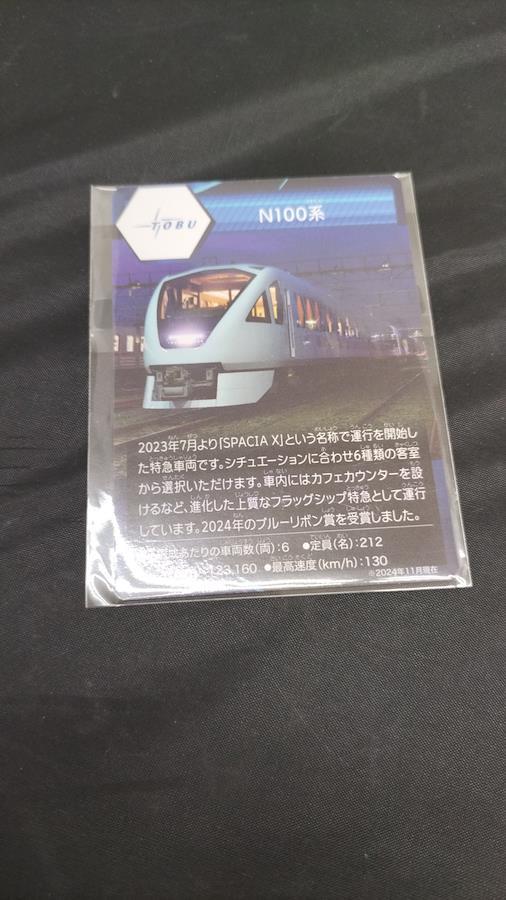 TOBU
N100系
2023年7月より「SPACIA X」という名称で運行を開始し
た特急車両です。シチュエーションに合わせ6種類の客室
から選択いただけます。車内にはカフェカウンターを設
けるなど、進化した上質なフラッグシップ特急として運行
しています。2024年のブルーリボン賞を受賞しました。
成あたりの車両数(両):6 ●定員(名):212
123,160 ●最高速度(km/h):130
※2024年11月現在